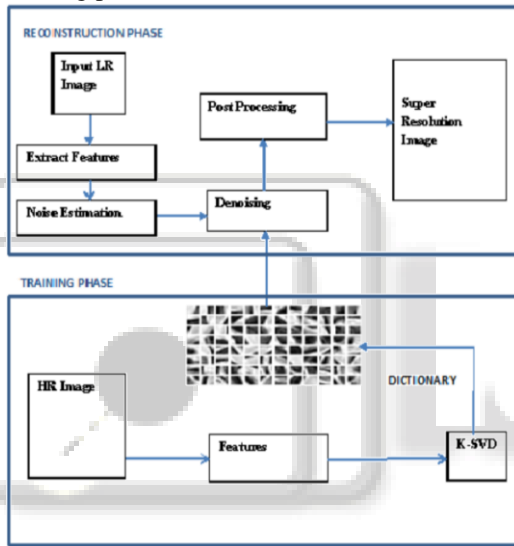 RECOINSTRUCTION PHASE
Input LR
Image
Extract Features
Noise Estimation.
Denoising
Post Processing
Super
Resolution
Image
TRAINING PHASE
HR Image
Features
K-SVD
DICTIONARY